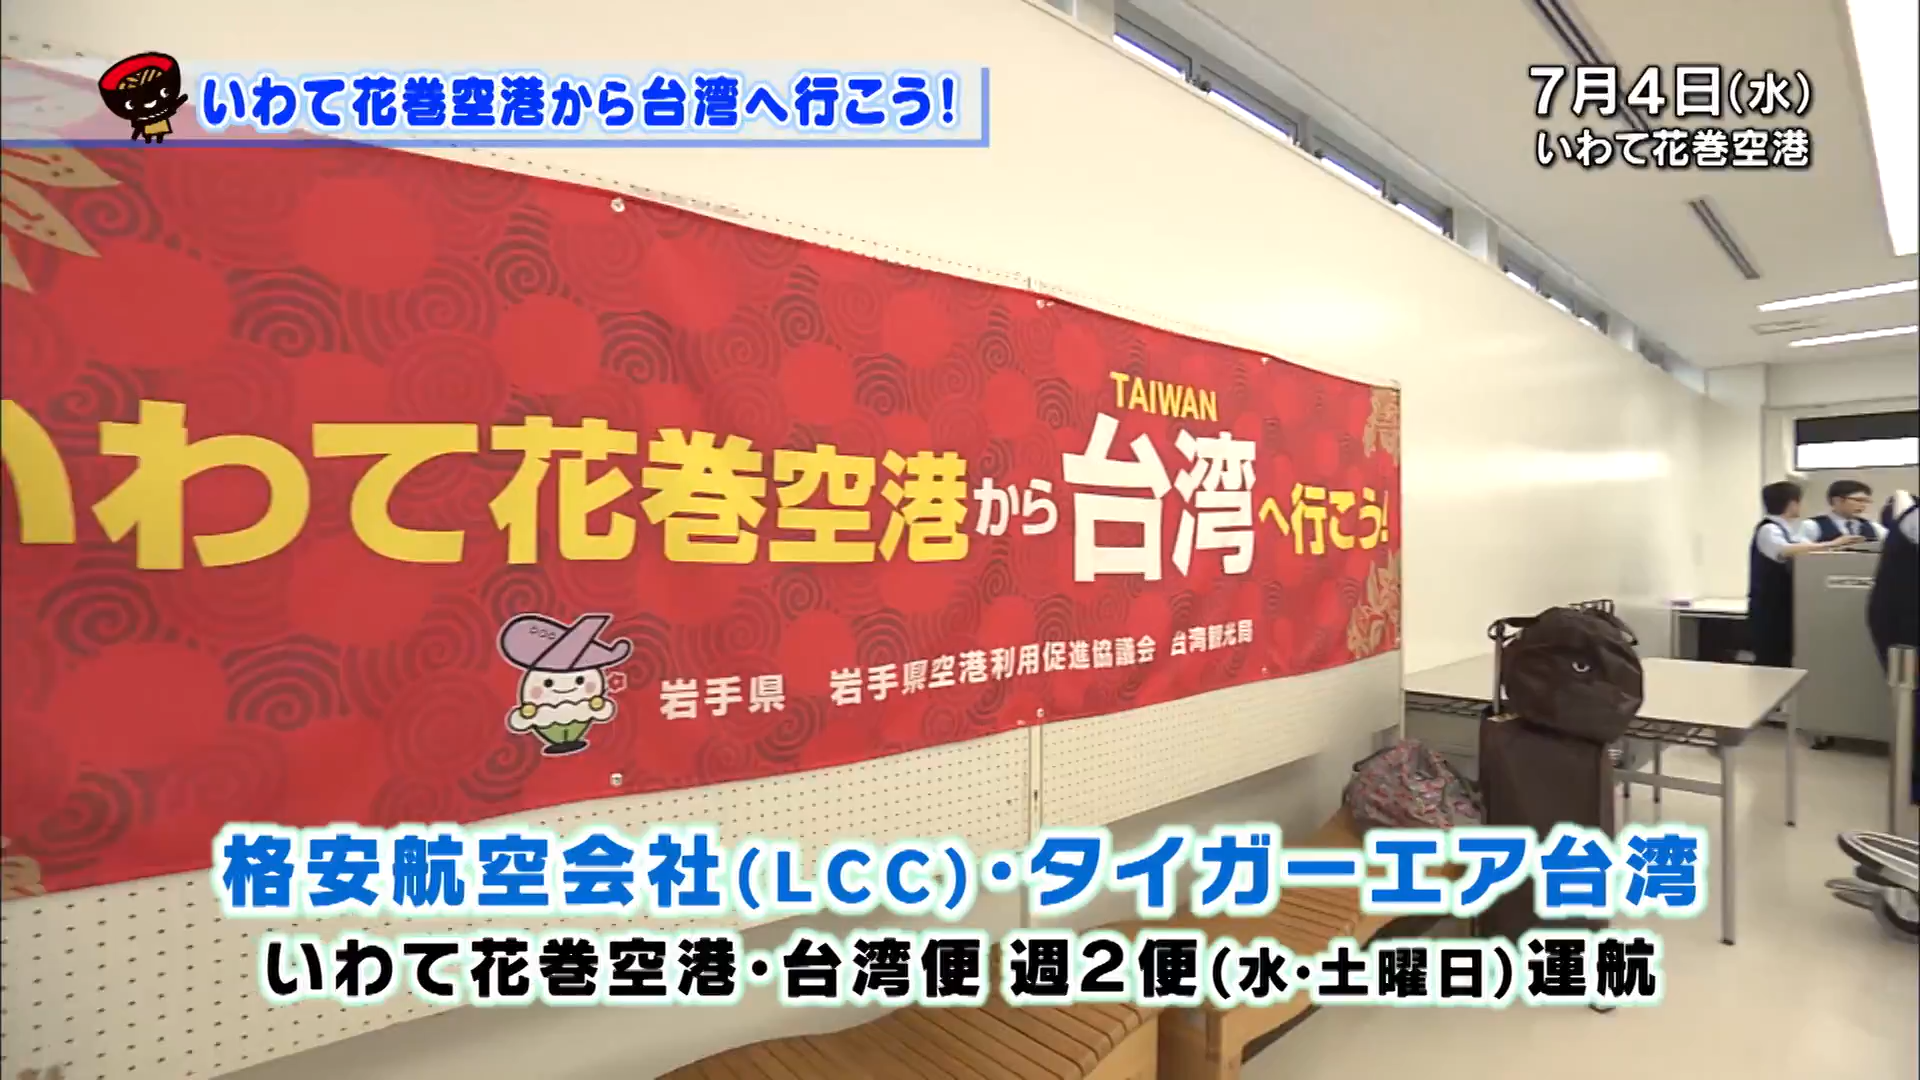 いわて花巻空港から台湾へ行こう!
7月4日(水)
いわて花巻空港
TAIWAN
いわて花巻空港から台湾へ行こう!
岩手県 岩手県空港利用促進協議会 台湾観光局
格安航空会社(LCC)・タイガーエア台湾
いわて花巻空港・台湾便 週2便(水・土曜日)運航